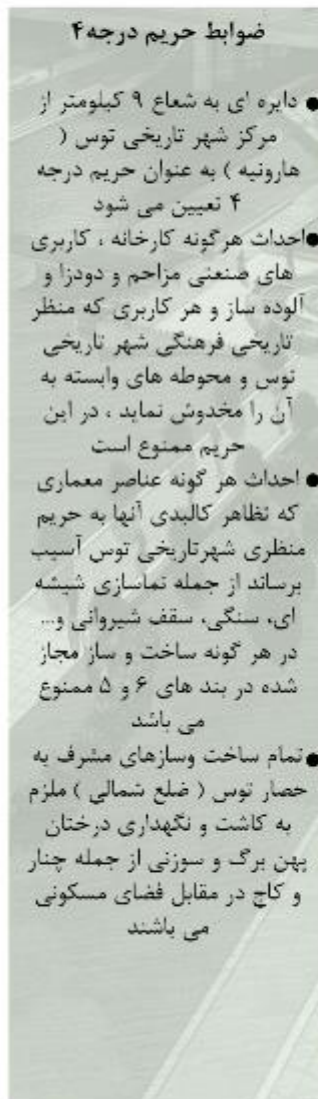 ضوابط حریم درجه۴
● دایره ای به شعاع ۹ کیلومتر از
مرکز شهر تاریخی توس (
هارونیه ) به عنوان حریم درجه
۴ تعیین می شود
●احداث هرگونه کارخانه ، کاربری
های صنعتی مزاحم و دودزا و
آلوده ساز و هر کاربری که منظر
تاریخی فرهنگی شهر تاریخی
توس و محوطه های وابسته به
آن را مخدوش نماید ، در این
حریم ممنوع است
● احداث هر گونه عناصر معماری
که تظاهر کالبدی آنها به حریم
منظری شهرتاریخی توس آسیب
برساند از جمله نماسازی شیشه
ای، سنگی، سقف شیروانی و...
در هر گونه ساخت و ساز مجاز
شده در بند های ۶ و ۵ ممنوع
می باشد
●تمام ساخت وسازهای مشرف به
حصار توس ( ضلع شمالی ) ملزم
به کاشت و نگهداری درختان
پهن برگ و سوزنی از جمله چنار
و کاج در مقابل فضای مسکونی
می باشند